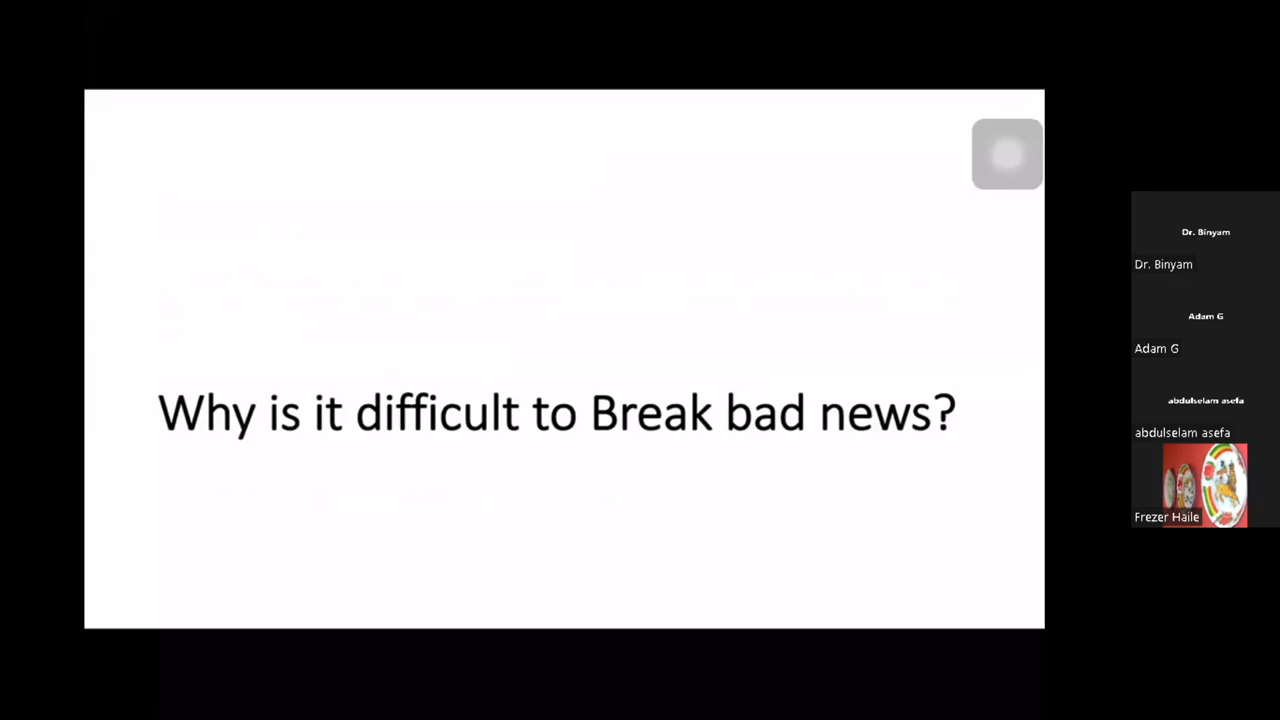 Why is it difficult to Break bad news?
Dr. Binyam
Dr. Binyam
Adam G
Adam G
abdulselam asefa
abdulselam asefa
Frezer Haile